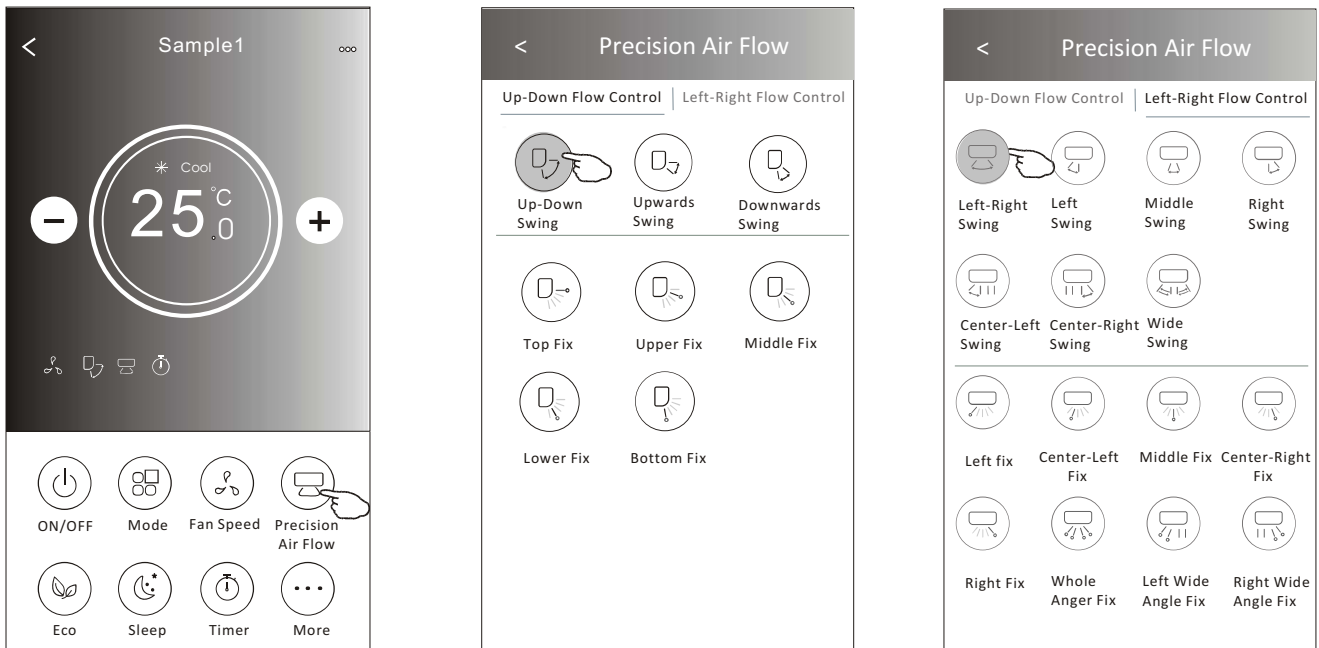 < Sample1 ooo
Cool
25 °C
.0
− +
ON/OFF Mode Fan Speed Precision
Air Flow
Eco Sleep Timer More
< Precision Air Flow
Up-Down Flow Control | Left-Right Flow Control
Up-Down Upwards Downwards
Swing Swing Swing
Top Fix Upper Fix Middle Fix
Lower Fix Bottom Fix
< Precision Air Flow
Up-Down Flow Control | Left-Right Flow Control
Left-Right Left Middle Right
Swing Swing Swing Swing
Center-Left Center-Right Wide
Swing Swing Swing
Left fix Center-Left Middle Fix Center-Right
Fix Fix
Right Fix Whole Left Wide Right Wide
Anger Fix Angle Fix Angle Fix